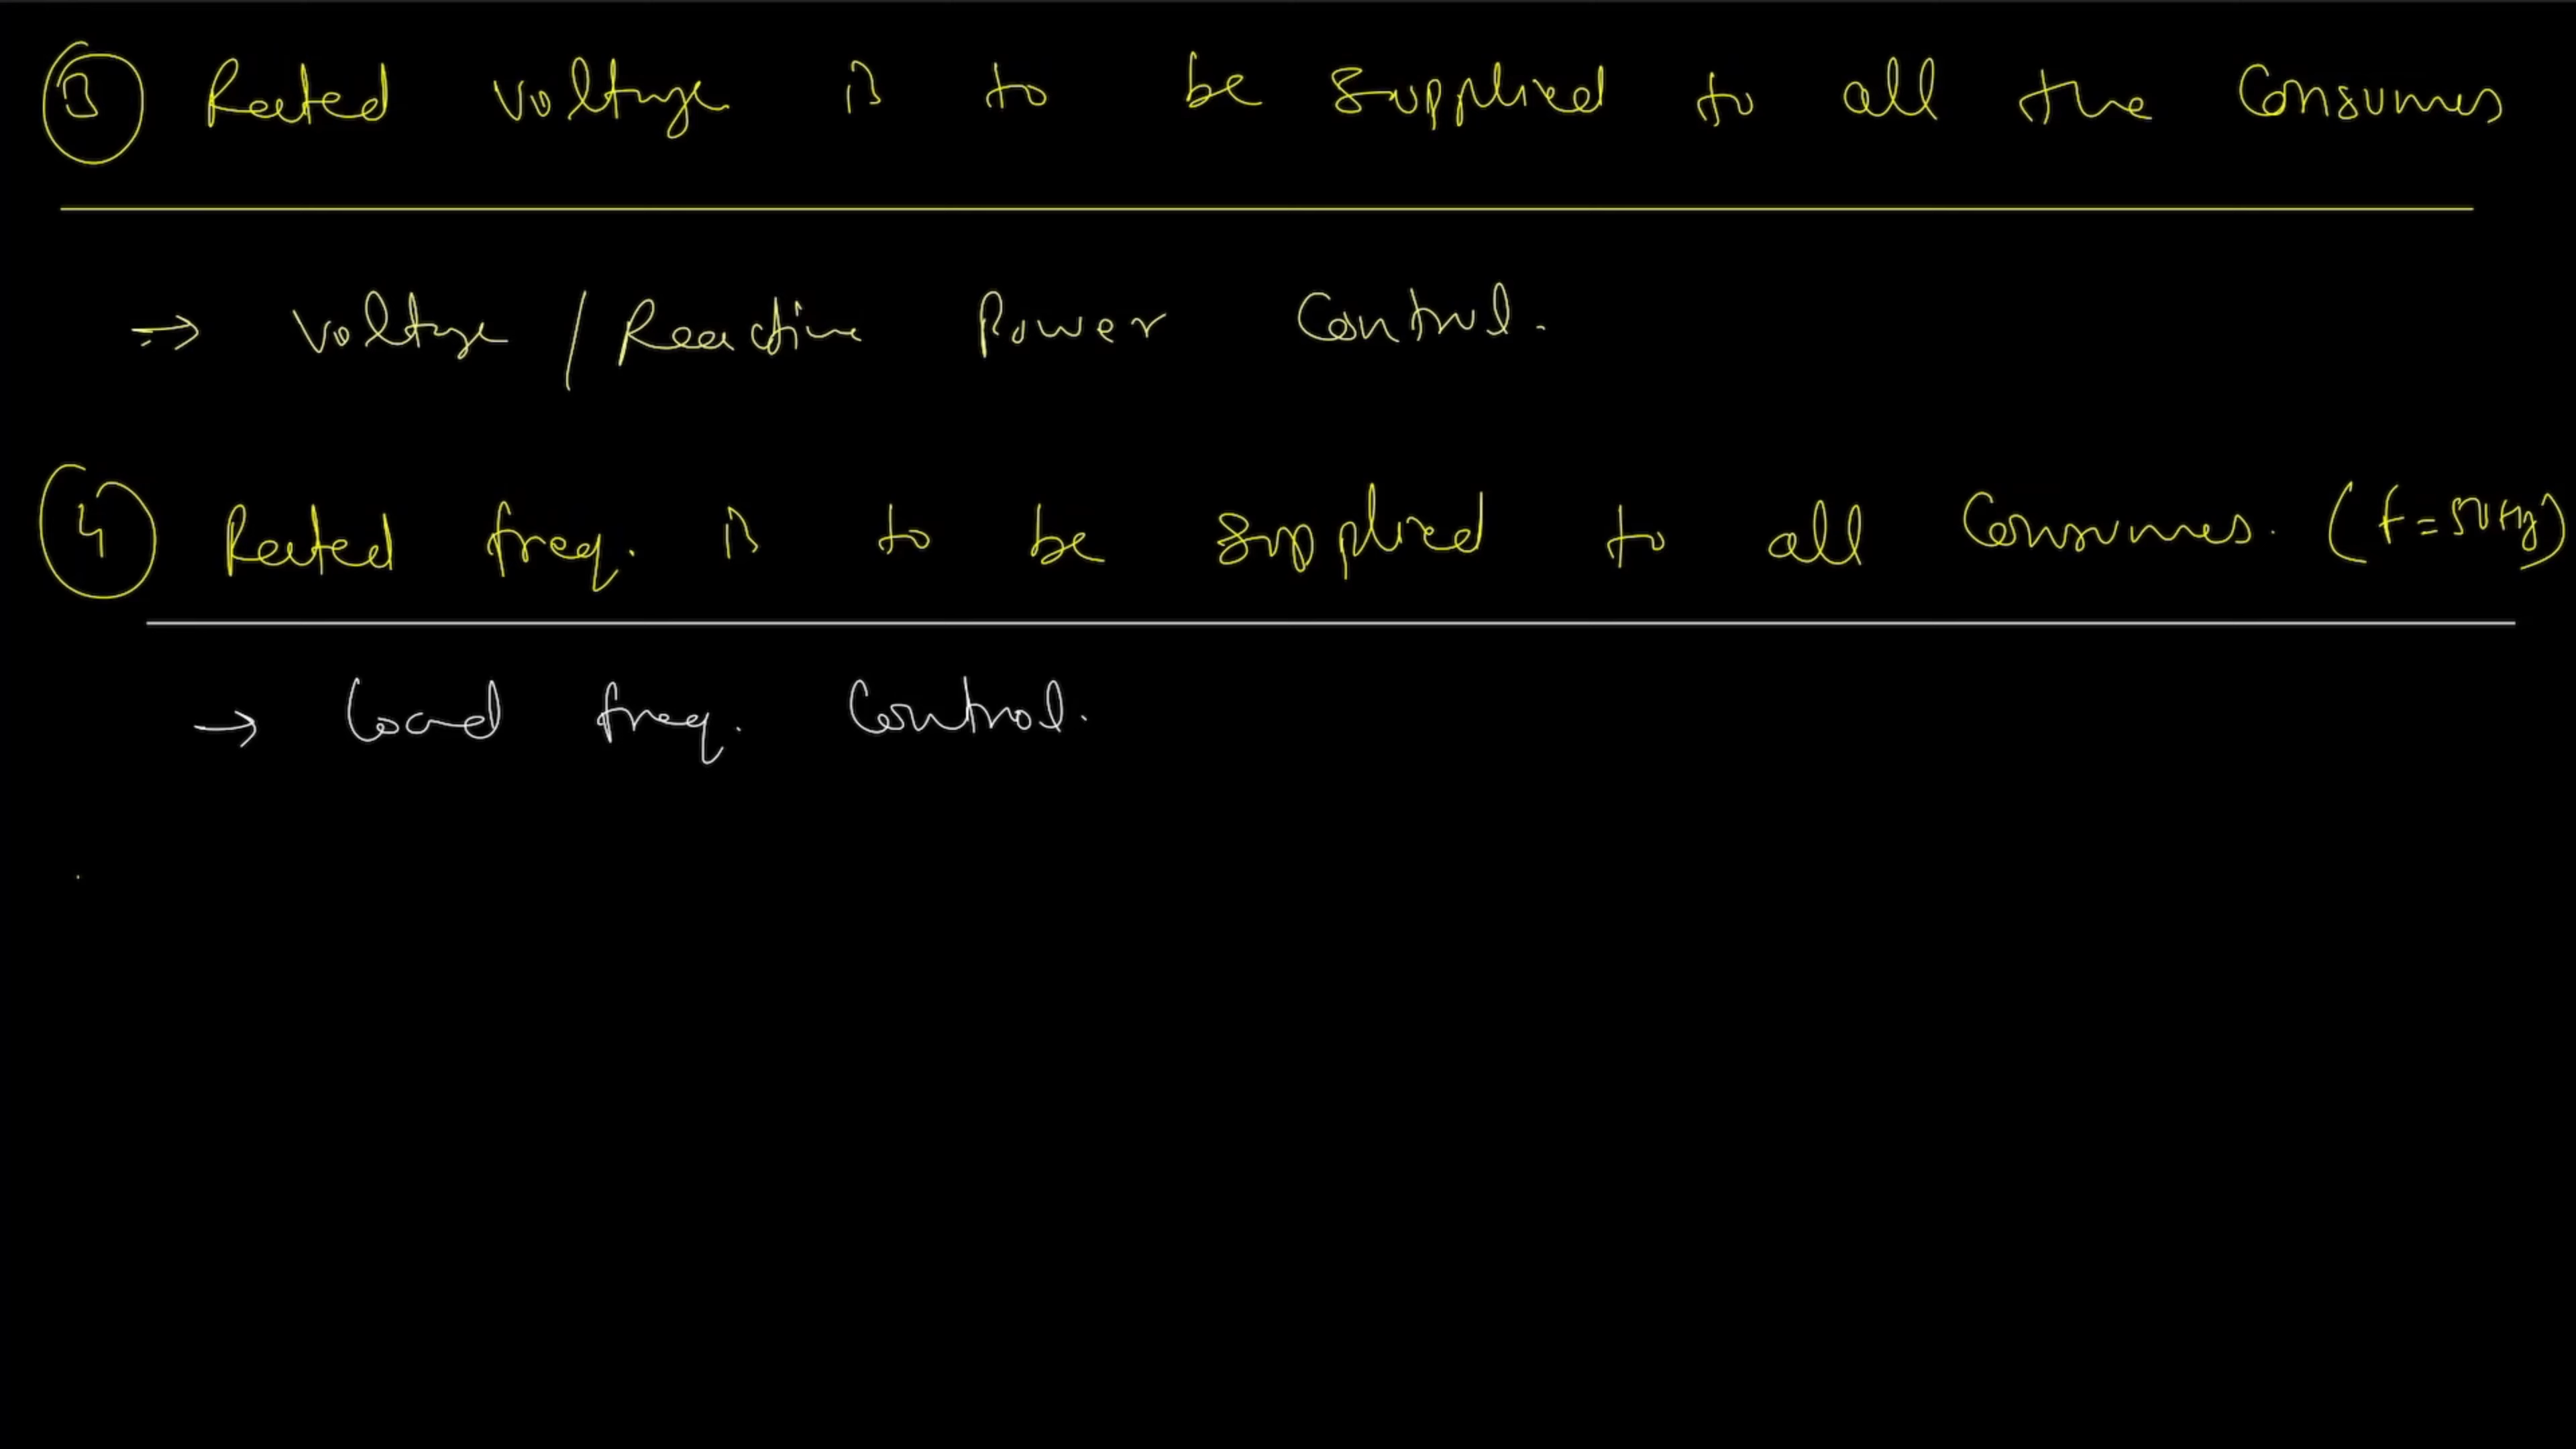 ③ Rated voltage is to be supplied to all the Consumers
→ Voltage / Reactive Power Control.
④ Rated freq. is to be supplied to all Consumers. (f=50Hz)
→ Load freq. Control.